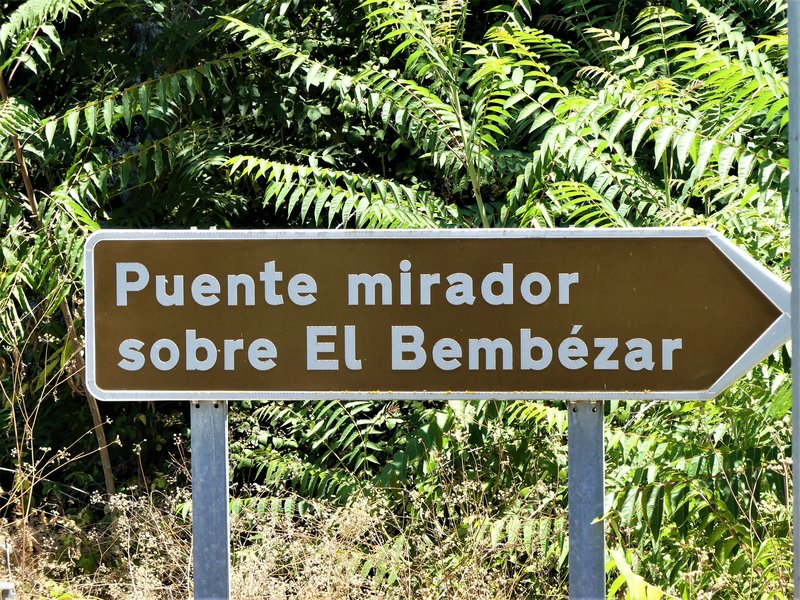 Puente mirador
sobre El Bembézar